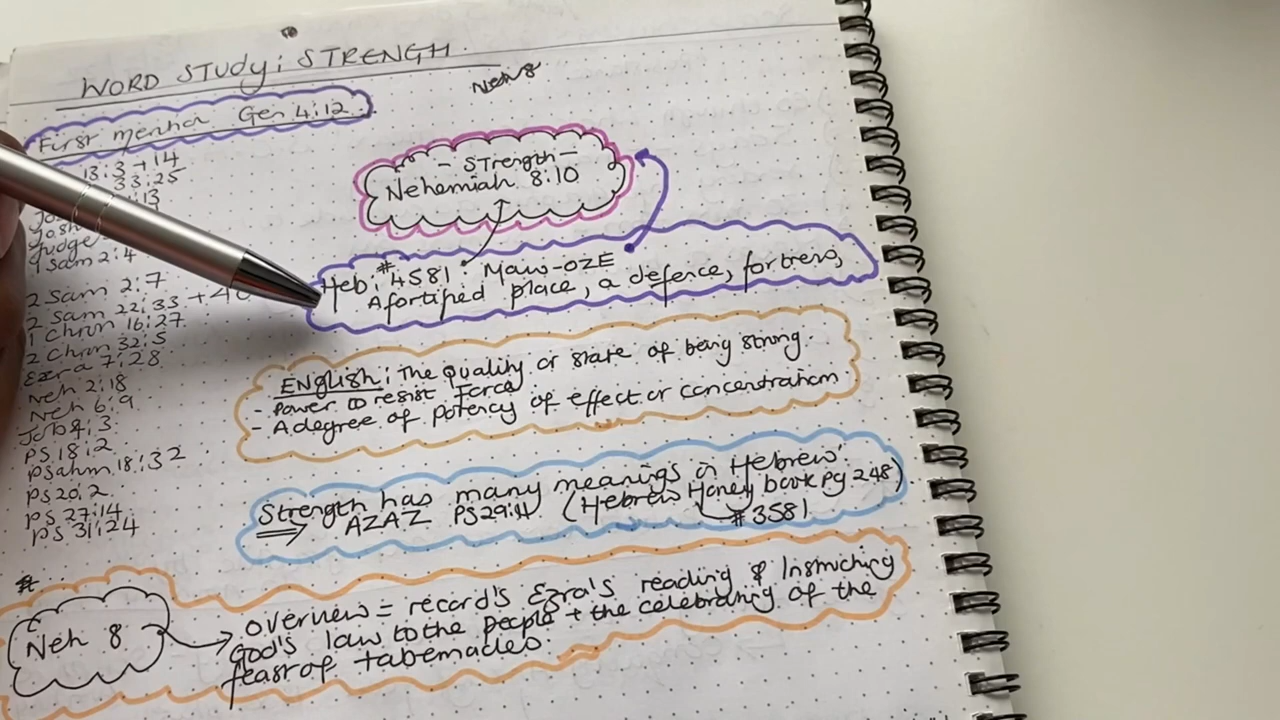 WORD STUDY: STRENGTH.
Neh 8
First mention Gen 4:12.
13:3+14
33:25
:13
Josh
Judge
1 Sam 2:4
2 Sam 2:7
2 Sam 22:33 + 40
1 Chron 16:27
2 Chron 32:5
Ezra 7:28
Neh 2:18
Neh 6:9
Job 4:3
PS 18:2
Psalm 18:32
PS 20:2
PS 27:14
PS 31:24
- Strength -
Nehemiah 8:10
Heb: #4581: Maw-OZE
A fortified place, a defence, fortress,
English: The quality or state of being strong.
- Power to resist Force
- A degree of potency of effect or concentration
Strength has many meanings in Hebrew
AZAZ PS 29:11 (Hebrew Honey book pg 248)
#3581
Neh 8
overview = record's Ezra's reading & Instructing
God's law to the people + the celebrating of the
feast of tabernacles